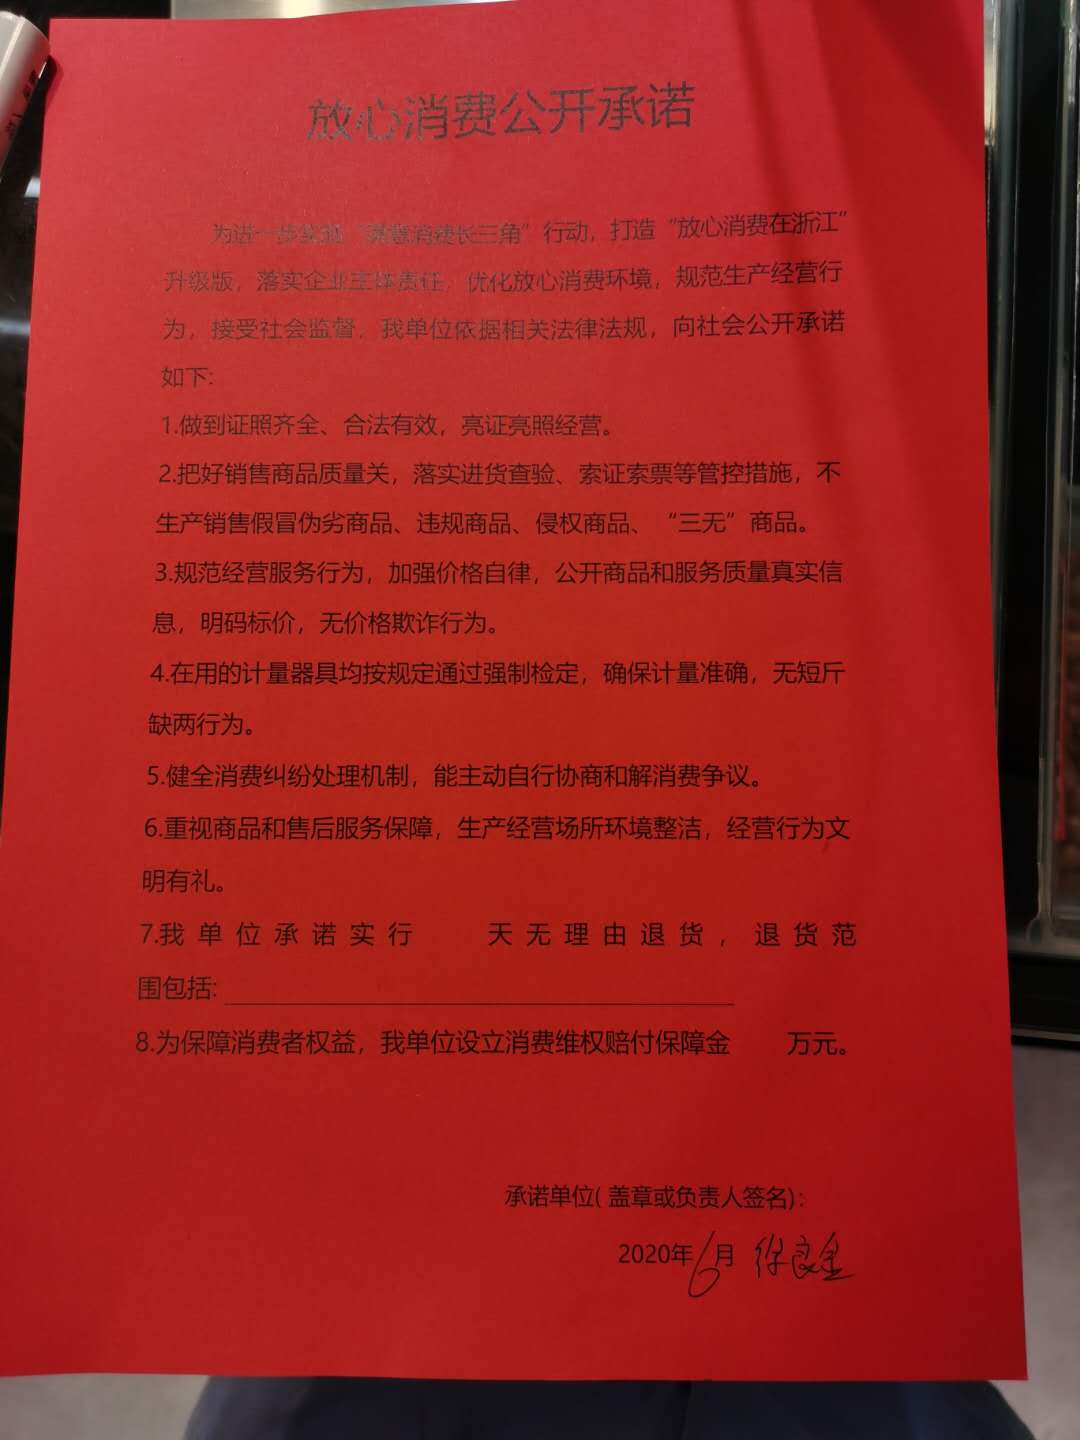 放心消费公开承诺
为进一步实施“满意消费长三角”行动，打造“放心消费在浙江”
升级版，落实企业主体责任，优化放心消费环境，规范生产经营行
为，接受社会监督，我单位依据相关法律法规，向社会公开承诺
如下:
1.做到证照齐全、合法有效，亮证亮照经营。
2.把好销售商品质量关，落实进货查验、索证索票等管控措施，不
生产销售假冒伪劣商品、违规商品、侵权商品、“三无”商品。
3.规范经营服务行为，加强价格自律，公开商品和服务质量真实信
息，明码标价，无价格欺诈行为。
4.在用的计量器具均按规定通过强制检定，确保计量准确，无短斤
缺两行为。
5.健全消费纠纷处理机制，能主动自行协商和解消费争议。
6.重视商品和售后服务保障，生产经营场所环境整洁，经营行为文
明有礼。
7.我单位承诺实行 天无理由退货，退货范
围包括:
8.为保障消费者权益，我单位设立消费维权赔付保障金 万元。
承诺单位(盖章或负责人签名):
2020年6月 徐良金